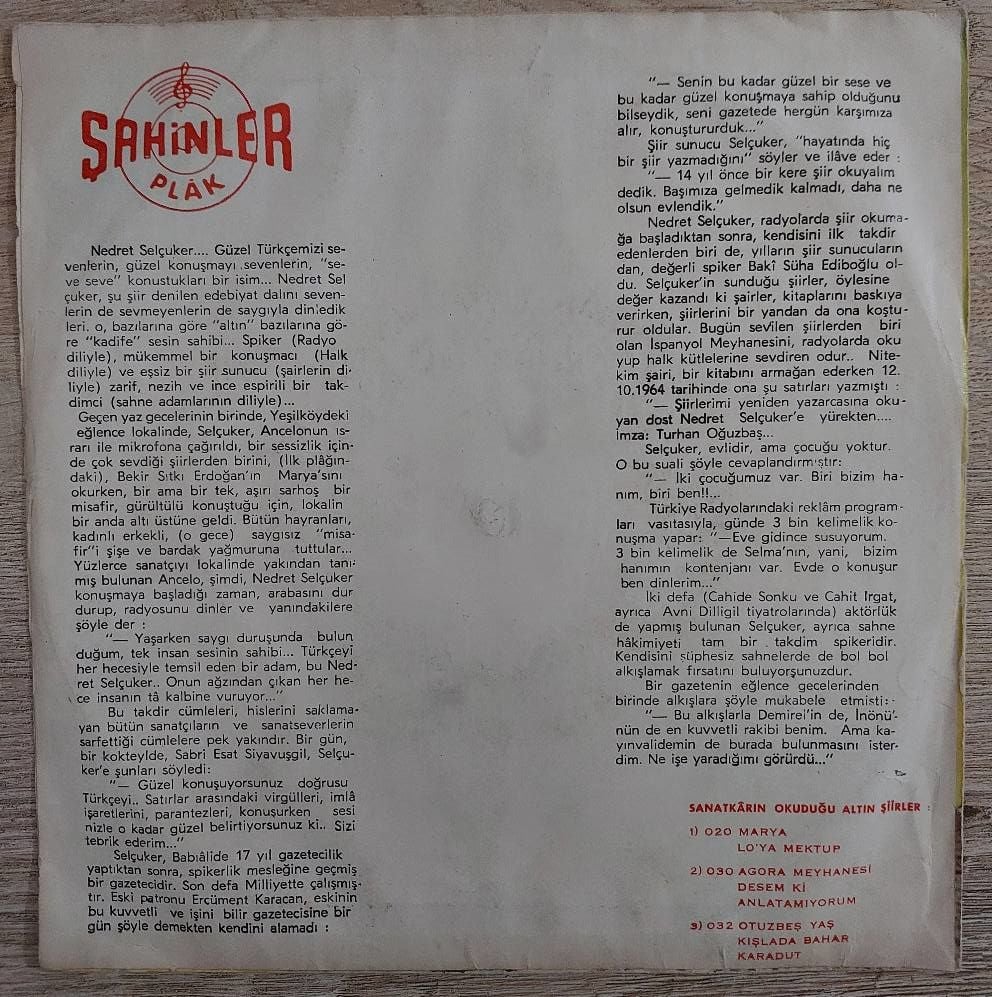 ŞAHiNLER
PLÂK
Nedret Selçuker.... Güzel Türkçemizi se-
venlerin, güzel konuşmayı sevenlerin, "se-
ve seve" konustukları bir isim... Nedret Sel
çuker, şu şiir denilen edebiyat dalını seven-
lerin de sevmeyenlerin de saygıyla dinledik
leri. o, bazılarına göre "altın" bazılarına gö-
re "kadife" sesin sahibi... Spiker (Radyo
diliyle), mükemmel bir konuşmacı (Halk
diliyle) ve eşsiz bir şiir sunucu (şairlerin di-
liyle) zarif, nezih ve ince espirili bir tak-
dimci (sahne adamlarının diliyle)...
Geçen yaz gecelerinin birinde, Yeşilköydeki
eğlence lokalinde, Selçuker, Ancelonun ıs-
rarı ile mikrofona çağırıldı, bir sessizlik için-
de çok sevdiği şiirlerden birini, (İlk plâğın-
daki), Bekir Sıtkı Erdoğan'ın Marya'sını
okurken, bir ama bir tek, aşırı sarhoş bir
misafir, gürültülü konuştuğu için, lokalin
bir anda altı üstüne geldi. Bütün hayranları,
kadınlı erkekli, (o gece) saygısız "misa-
fir"i şişe ve bardak yağmuruna tuttular...
Yüzlerce sanatçıyı lokalinde yakından tanı-
mış bulunan Ancelo, şimdi, Nedret Selçuker
konuşmaya başladığı zaman, arabasını dur
durup, radyosunu dinler ve yanındakilere
şöyle der :
"— Yaşarken saygı duruşunda bulun
duğum, tek insan sesinin sahibi... Türkçeyi
her hecesiyle temsil eden bir adam, bu Ned-
ret Selçuker.. Onun ağzından çıkan her he-
ce insanın tâ kalbine vuruyor..."
Bu takdir cümleleri, hislerini saklama-
yan bütün sanatçıların ve sanatseverlerin
sarfettiği cümlelere pek yakındır. Bir gün,
bir kokteylde, Sabri Esat Siyavuşgil, Selçu-
ker'e şunları söyledi:
"— Güzel konuşuyorsunuz doğrusu
Türkçeyi.. Satırlar arasındaki virgülleri, imlâ
işaretlerini, parantezleri, konuşurken sesi
nizle o kadar güzel belirtiyorsunuz ki.. Sizi
tebrik ederim..."
Selçuker, Babıâlide 17 yıl gazetecilik
yaptıktan sonra, spikerlik mesleğine geçmiş
bir gazetecidir. Son defa Milliyette çalışmış-
tır. Eski patronu Ercüment Karacan, eskinin
bu kuvvetli ve işini bilir gazetecisine bir
gün şöyle demekten kendini alamadı :
"— Senin bu kadar güzel bir sese ve
bu kadar güzel konuşmaya sahip olduğunu
bilseydik, seni gazetede hergün karşımıza
alır, konuştururduk..."
Şiir sunucu Selçuker, "hayatında hiç
bir şiir yazmadığını" söyler ve ilâve eder :
"— 14 yıl önce bir kere şiir okuyalım
dedik. Başımıza gelmedik kalmadı, daha ne
olsun evlendik."
Nedret Selçuker, radyolarda şiir okuma-
ğa başladıktan sonra, kendisini ilk takdir
edenlerden biri de, yılların şiir sunucuların
dan, değerli spiker Bakî Süha Ediboğlu ol-
du. Selçuker'in sunduğu şiirler, öylesine
değer kazandı ki şairler, kitaplarını baskıya
verirken, şiirlerini bir yandan da ona koştu-
rur oldular. Bugün sevilen şiirlerden biri
olan İspanyol Meyhanesini, radyolarda oku
yup halk kütlelerine sevdiren odur.. Nite-
kim şairi, bir kitabını armağan ederken 12.
10.1964 tarihinde ona şu satırları yazmıştı :
"— Şiirlerimi yeniden yazarcasına oku-
yan dost Nedret Selçuker'e yürekten....
imza: Turhan Oğuzbaş...
Selçuker, evlidir, ama çocuğu yoktur.
O bu suali şöyle cevaplandırmıştır:
"— İki çocuğumuz var. Biri bizim ha-
nım, biri ben!!...
Türkiye Radyolarındaki reklâm program-
ları vasıtasıyla, günde 3 bin kelimelik ko-
nuşma yapar: "—Eve gidince susuyorum.
3 bin kelimelik de Selma'nın, yani, bizim
hanımın kontenjanı var. Evde o konuşur
ben dinlerim..."
İki defa (Cahide Sonku ve Cahit Irgat,
ayrıca Avni Dilligil tiyatrolarında) aktörlük
de yapmış bulunan Selçuker, ayrıca sahne
hâkimiyeti tam bir takdim spikeridir.
Kendisini şüphesiz sahnelerde de bol bol
alkışlamak fırsatını buluyorşunuzdur.
Bir gazetenin eğlence gecelerinden
birinde alkışlara şöyle mukabele etmisti:
"— Bu alkışlarla Demirel'in de, İnönü'-
nün de en kuvvetli rakibi benim. Ama ka-
yınvalidemin de burada bulunmasını ister-
dim. Ne işe yaradığımı görürdü..."
SANATKÂRIN OKUDUĞU ALTIN ŞİİRLER :
1) 020 MARYA
LO'YA MEKTUP
2) 030 AGORA MEYHANESİ
DESEM Kİ
ANLATAMIYORUM
3) 032 OTUZBEŞ YAŞ
KIŞLADA BAHAR
KARADUT